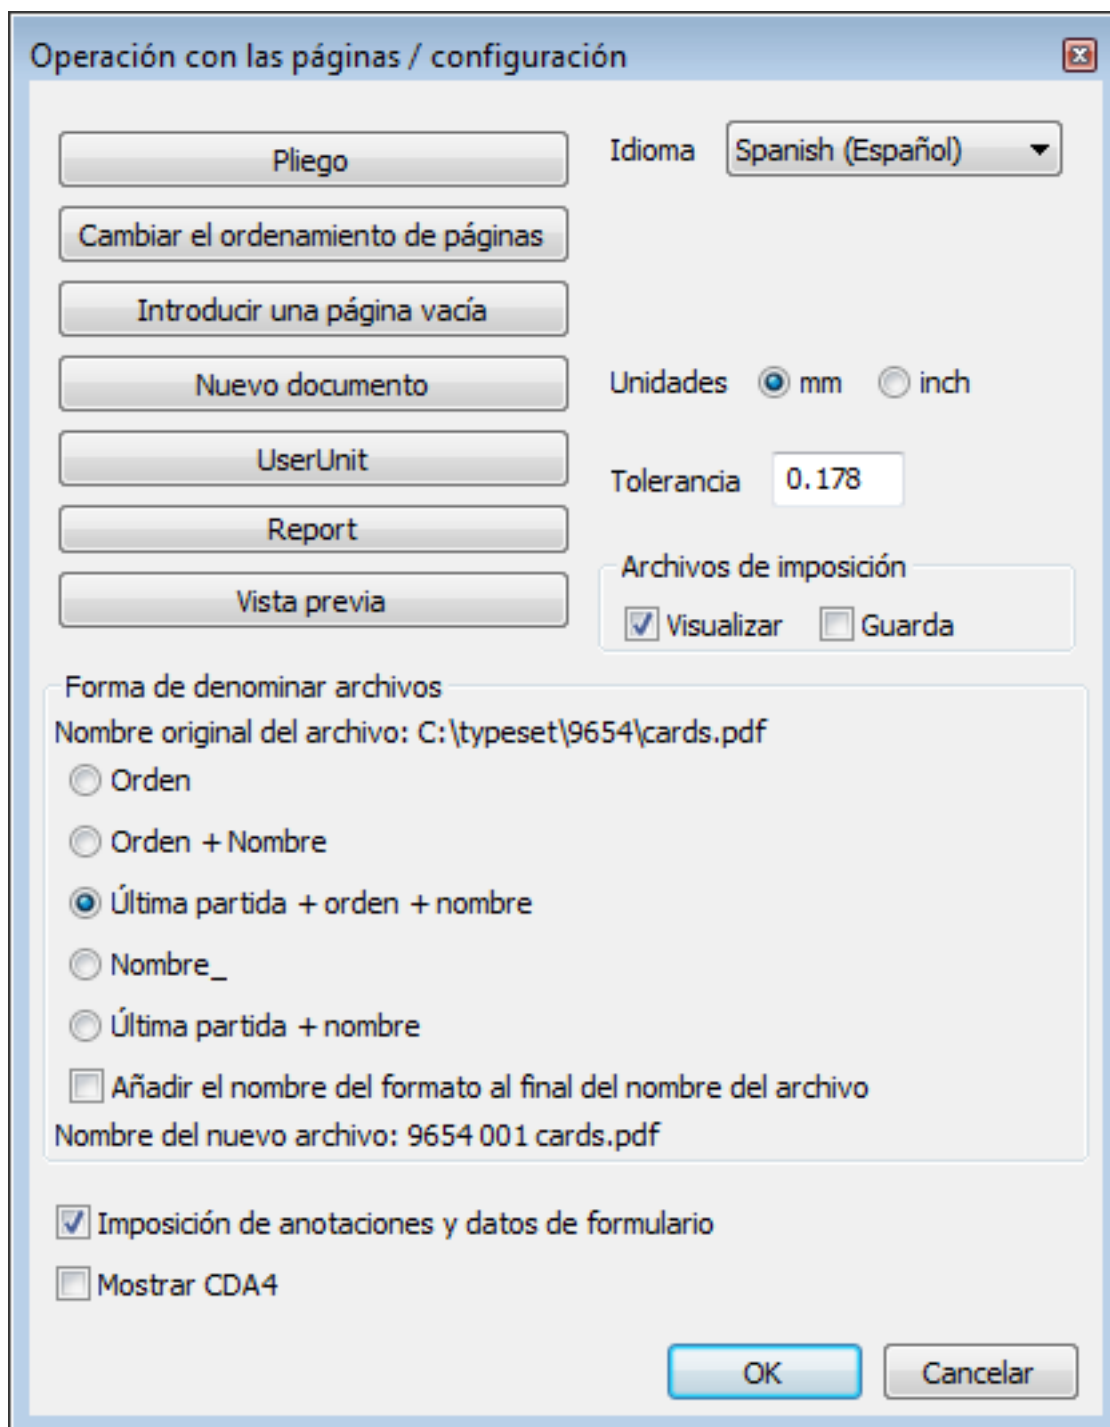 Operación con las páginas / configuración
Pliego
Idioma Spanish (Español)
Cambiar el ordenamiento de páginas
Introducir una página vacía
Nuevo documento
Unidades mm inch
UserUnit
Tolerancia 0.178
Report
Archivos de imposición
Vista previa
Visualizar Guarda
Forma de denominar archivos
Nombre original del archivo: C:\typeset\9654\cards.pdf
Orden
Orden + Nombre
Última partida + orden + nombre
Nombre_
Última partida + nombre
Añadir el nombre del formato al final del nombre del archivo
Nombre del nuevo archivo: 9654 001 cards.pdf
Imposición de anotaciones y datos de formulario
Mostrar CDA4
OK Cancelar